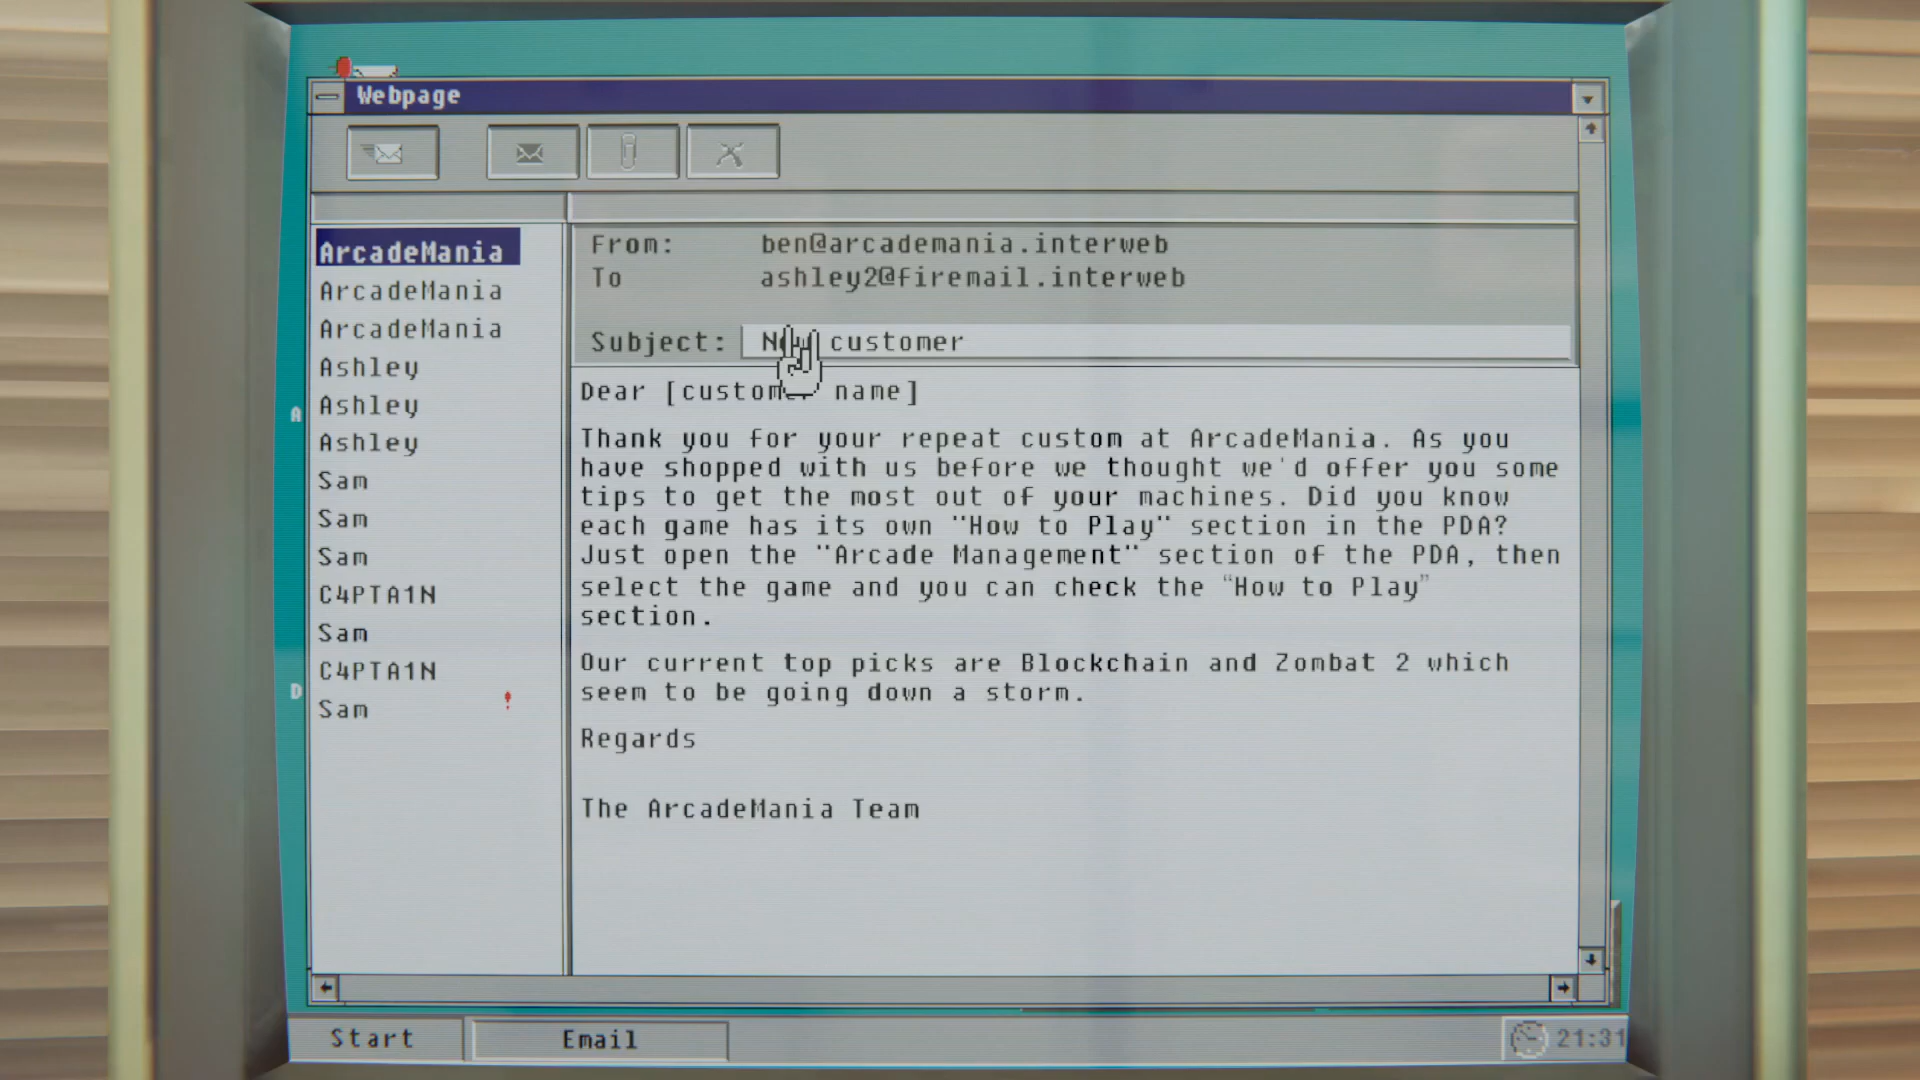 Webpage
ArcadeMania
ArcadeMania
ArcadeMania
Ashley
Ashley
Ashley
Sam
Sam
Sam
C4PTA1N
Sam
C4PTA1N
Sam
!
A
D
From: ben@arcademania.interweb
To ashley2@firemail.interweb
Subject: New customer
Dear [customer name]
Thank you for your repeat custom at ArcadeMania. As you
have shopped with us before we thought we'd offer you some
tips to get the most out of your machines. Did you know
each game has its own "How to Play" section in the PDA?
Just open the "Arcade Management" section of the PDA, then
select the game and you can check the “How to Play”
section.
Our current top picks are Blockchain and Zombat 2 which
seem to be going down a storm.
Regards
The ArcadeMania Team
Start
Email
21:31